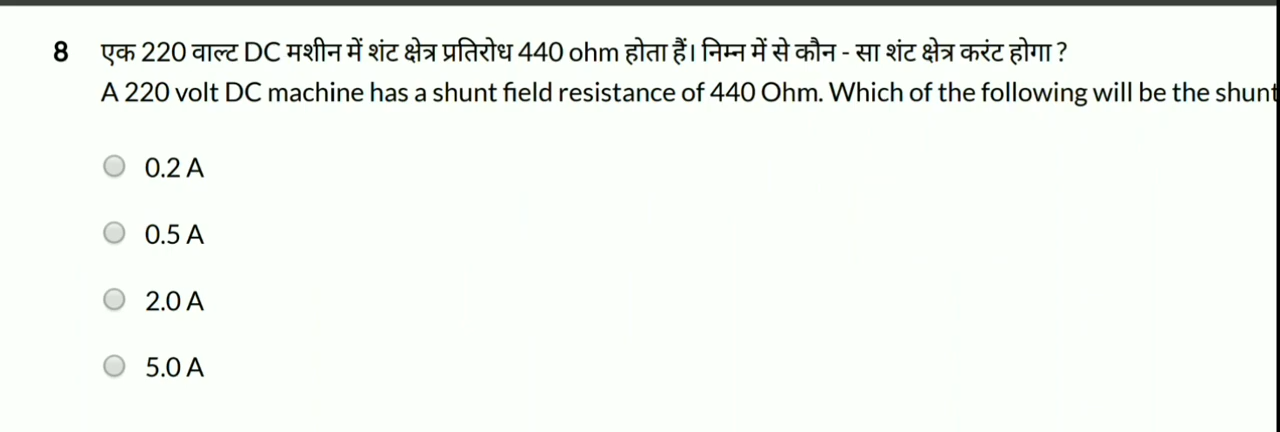 8 एक 220 वाल्ट DC मशीन में शंट क्षेत्र प्रतिरोध 440 ohm होता हैं। निम्न में से कौन - सा शंट क्षेत्र करंट होगा ?
A 220 volt DC machine has a shunt field resistance of 440 Ohm. Which of the following will be the shunt
0.2 A
0.5 A
2.0 A
5.0 A